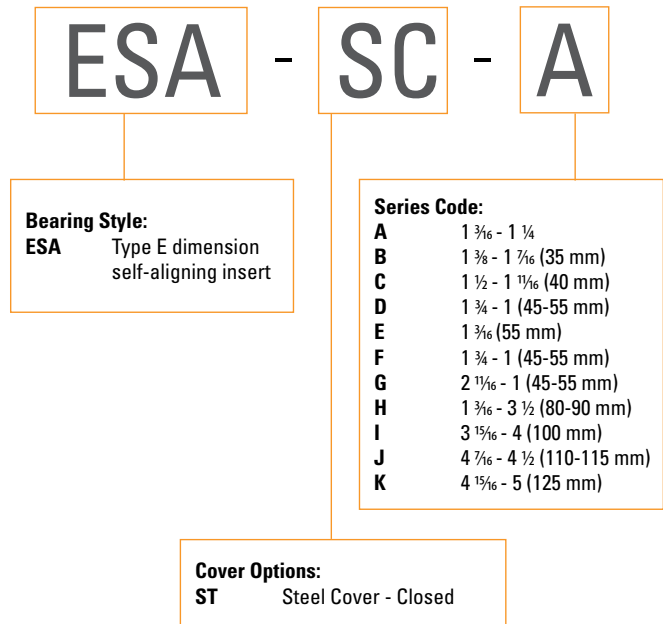 ESA - SC - A
Bearing Style:
ESA Type E dimension
self-aligning insert
Series Code:
A 1 ³⁄₁₆ - 1 ¼
B 1 ⅜ - 1 ⁷⁄₁₆ (35 mm)
C 1 ½ - 1 ¹¹⁄₁₆ (40 mm)
D 1 ¾ - 1 (45-55 mm)
E 1 ³⁄₁₆ (55 mm)
F 1 ¾ - 1 (45-55 mm)
G 2 ¹¹⁄₁₆ - 1 (45-55 mm)
H 1 ³⁄₁₆ - 3 ½ (80-90 mm)
I 3 ¹⁵⁄₁₆ - 4 (100 mm)
J 4 ⁷⁄₁₆ - 4 ½ (110-115 mm)
K 4 ¹⁵⁄₁₆ - 5 (125 mm)
Cover Options:
ST Steel Cover - Closed